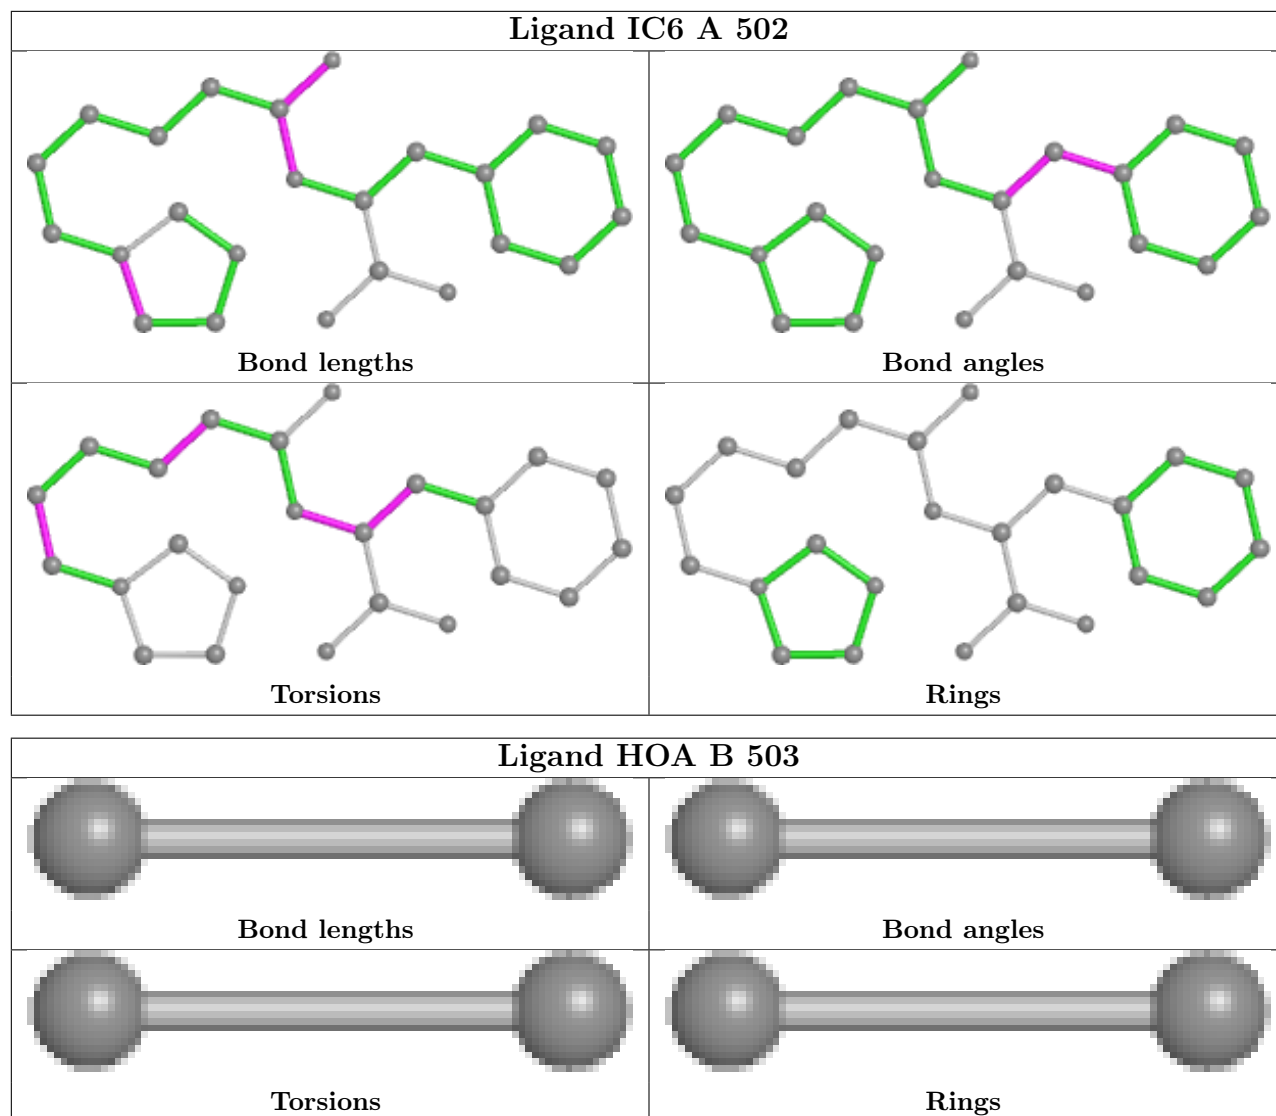 Ligand IC6 A 502
Bond lengths
Bond angles
Torsions
Rings
Ligand HOA B 503
Bond lengths
Bond angles
Torsions
Rings